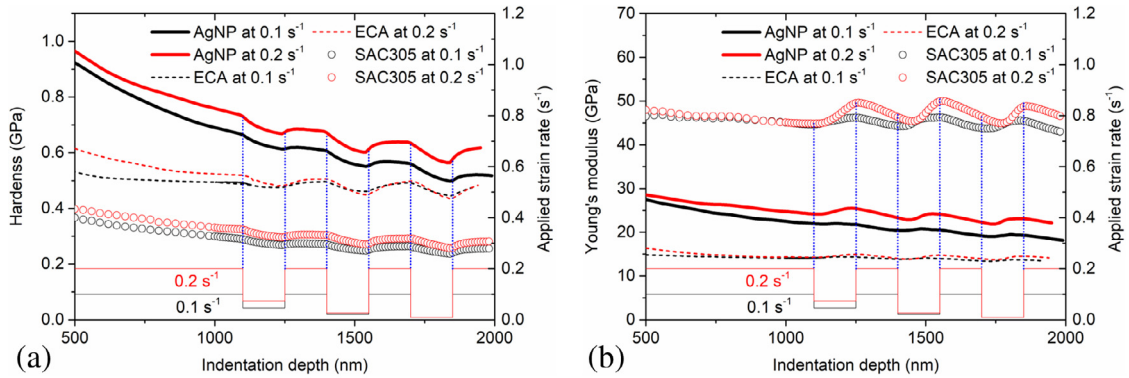 AgNP at 0.1 s⁻¹
AgNP at 0.2 s⁻¹
ECA at 0.1 s⁻¹
ECA at 0.2 s⁻¹
SAC305 at 0.1 s⁻¹
SAC305 at 0.2 s⁻¹
Hardenss (GPa)
1.0
0.8
0.6
0.4
0.2
0.0
Applied strain rate (s⁻¹)
1.2
1.0
0.8
0.6
0.4
0.2
0.0
0.2 s⁻¹
0.1 s⁻¹
500 1000 1500 2000
Indentation depth (nm)
(a)
AgNP at 0.1 s⁻¹
AgNP at 0.2 s⁻¹
ECA at 0.1 s⁻¹
ECA at 0.2 s⁻¹
SAC305 at 0.1 s⁻¹
SAC305 at 0.2 s⁻¹
Young's modulus (GPa)
70
60
50
40
30
20
10
0
Applied strain rate (s⁻¹)
1.2
1.0
0.8
0.6
0.4
0.2
0.0
0.2 s⁻¹
0.1 s⁻¹
500 1000 1500 2000
Indentation depth (nm)
(b)